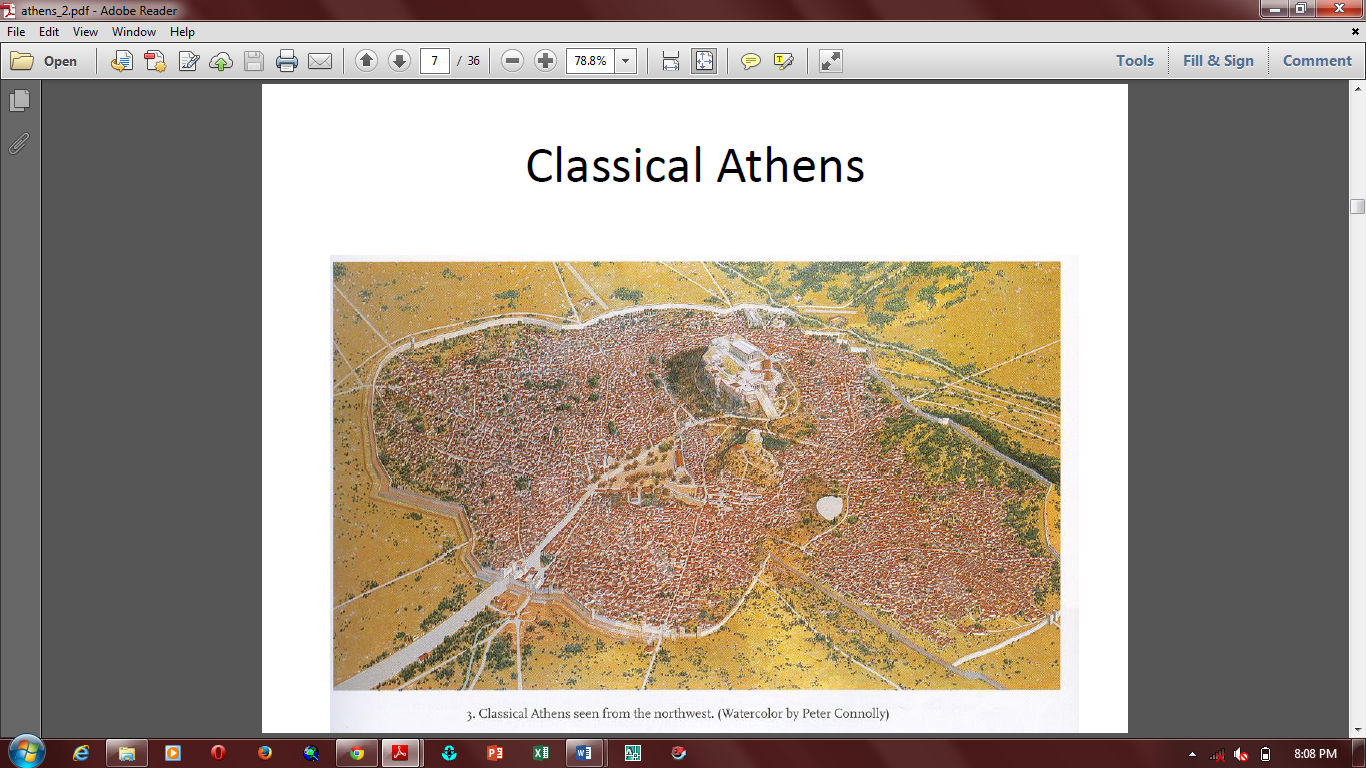 athens_2.pdf - Adobe Reader
File Edit View Window Help
Open 7 / 36 78.8% Tools Fill & Sign Comment
Classical Athens
3. Classical Athens seen from the northwest. (Watercolor by Peter Connolly)
8:08 PM